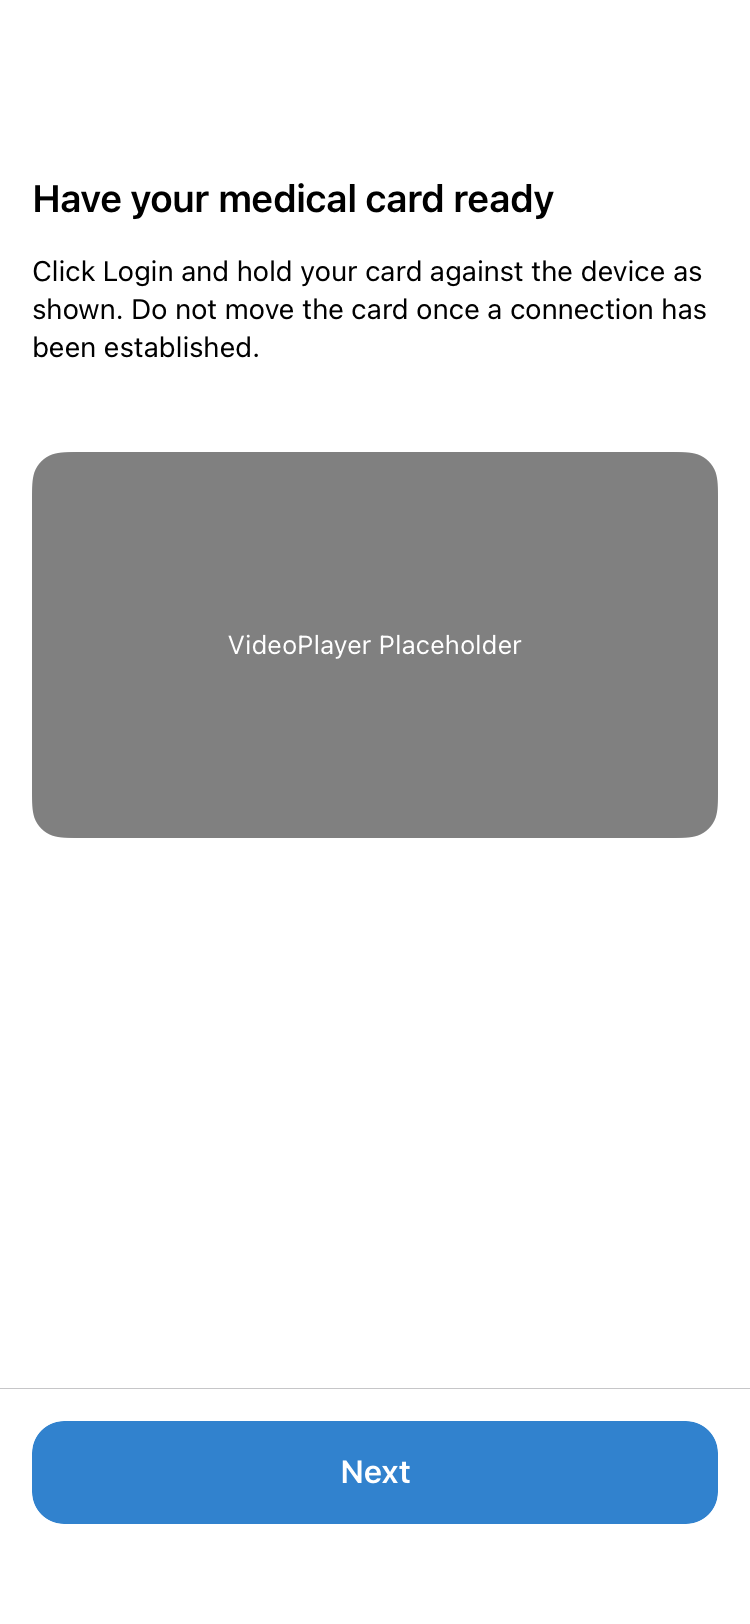 Have your medical card ready
Click Login and hold your card against the device as
shown. Do not move the card once a connection has
been established.
VideoPlayer Placeholder
Next